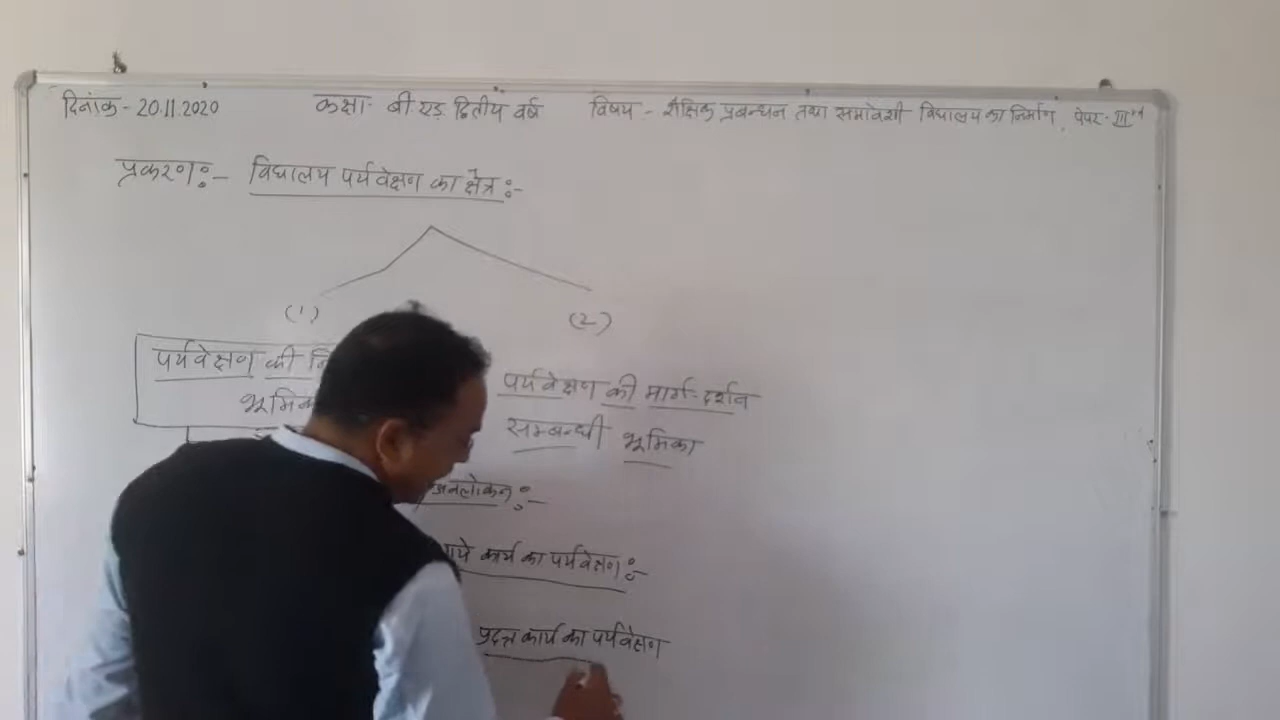 दिनांक - 20.11.2020 कक्षा - बी.एड. द्वितीय वर्ष विषय - शैक्षिक प्रबन्धन तथा समावेशी विद्यालय का निर्माण, पेपर - III rd
प्रकरण :- विद्यालय पर्यवेक्षण का क्षेत्र :-
(1) (2)
पर्यवेक्षण की
भूमिका
पर्यवेक्षण की मार्ग-दर्शन
सम्बन्धी भूमिका
अवलोकन :-
कार्य का पर्यवेक्षण :-
प्रदत्त कार्य का पर्यवेक्षण